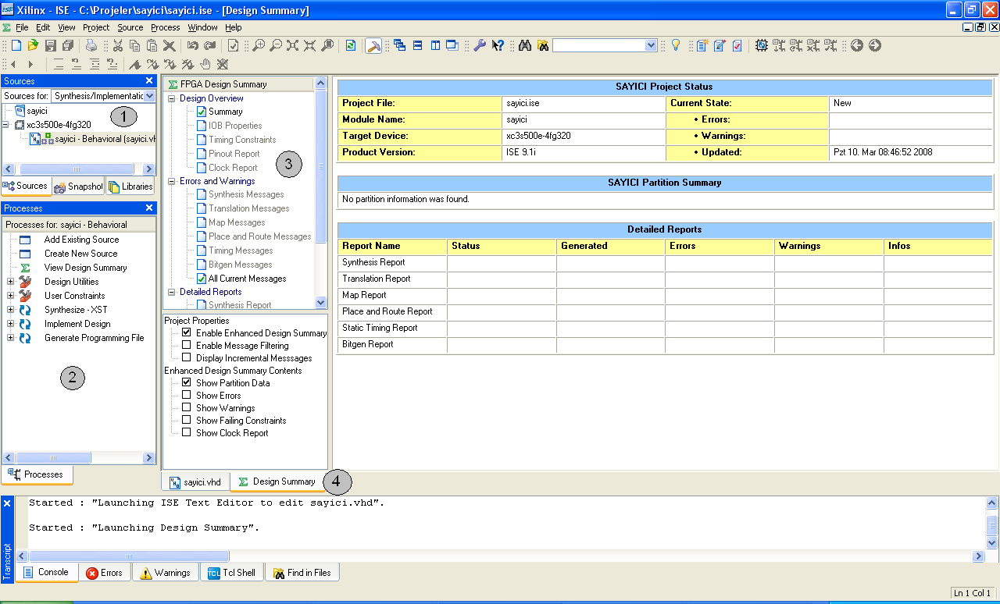 Xilinx - ISE - C:\Projeler\sayici\sayici.ise - [Design Summary]
File Edit View Project Source Process Window Help
Sources
Sources for: Synthesis/Implementatic
sayici
xc3s500e-4fg320
sayici - Behavioral (sayici.vh
1
Sources Snapshot Libraries
Processes
Processes for: sayici - Behavioral
Add Existing Source
Create New Source
View Design Summary
Design Utilities
User Constraints
Synthesize - XST
Implement Design
Generate Programming File
2
Processes
FPGA Design Summary
Design Overview
Summary
IOB Properties
Timing Constraints
Pinout Report
Clock Report
3
Errors and Warnings
Synthesis Messages
Translation Messages
Map Messages
Place and Route Messages
Timing Messages
Bitgen Messages
All Current Messages
Detailed Reports
Synthesis Report
Project Properties
Enable Enhanced Design Summary
Enable Message Filtering
Display Incremental Messsages
Enhanced Design Summary Contents
Show Partition Data
Show Errors
Show Warnings
Show Failing Constraints
Show Clock Report
sayici.vhd Design Summary 4
SAYICI Project Status
Project File: sayici.ise Current State: New
Module Name: sayici • Errors:
Target Device: xc3s500e-4fg320 • Warnings:
Product Version: ISE 9.1i • Updated: Pzt 10. Mar 08:46:52 2008
SAYICI Partition Summary
No partition information was found.
Detailed Reports
Report Name Status Generated Errors Warnings Infos
Synthesis Report
Translation Report
Map Report
Place and Route Report
Static Timing Report
Bitgen Report
Transcript
Started : "Launching ISE Text Editor to edit sayici.vhd".
Started : "Launching Design Summary".
Console Errors Warnings TCL Tcl Shell Find in Files
Ln 1 Col 1